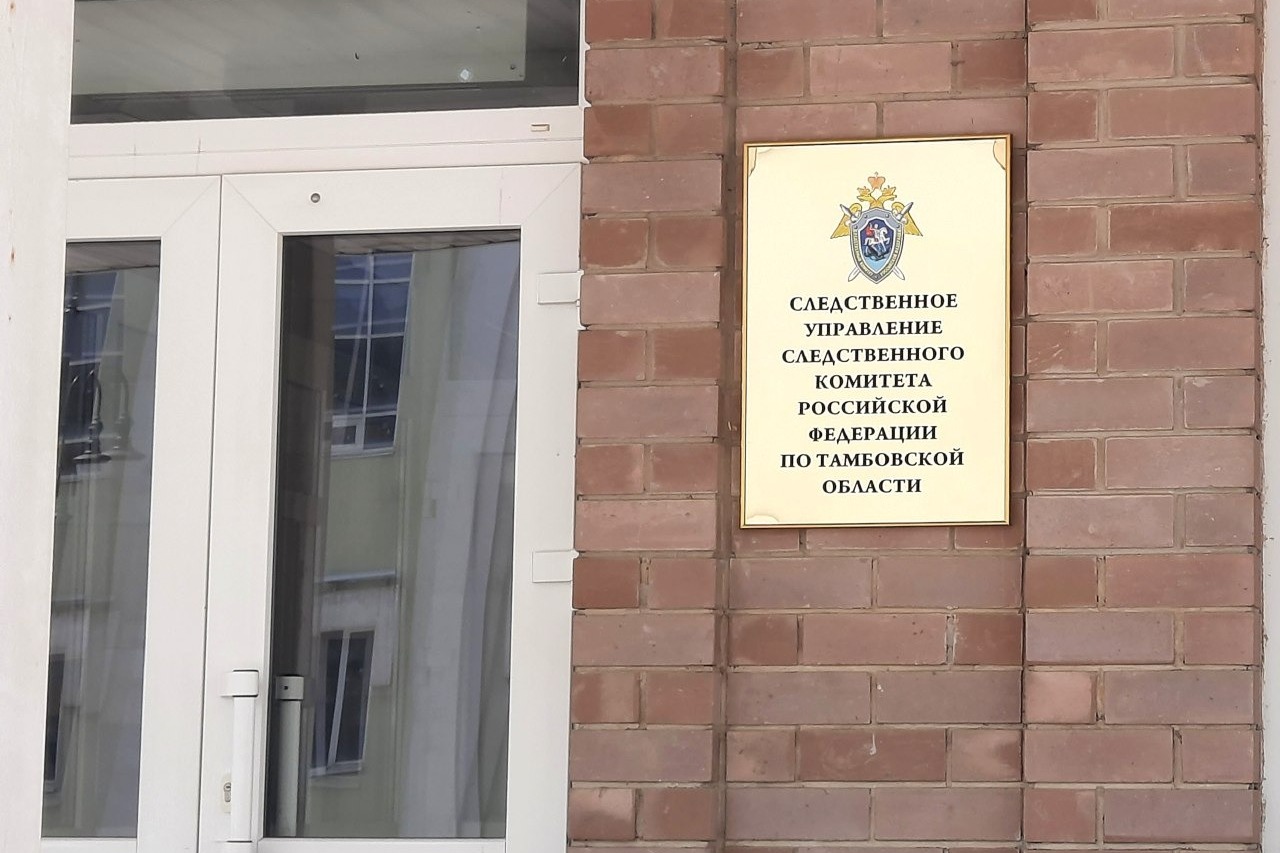 СЛЕДСТВЕННОЕ
УПРАВЛЕНИЕ
СЛЕДСТВЕННОГО
КОМИТЕТА
РОССИЙСКОЙ
ФЕДЕРАЦИИ
ПО ТАМБОВСКОЙ
ОБЛАСТИ